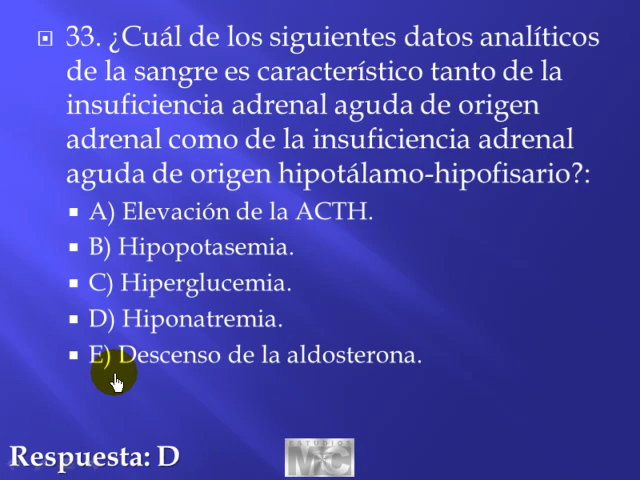 33. ¿Cuál de los siguientes datos analíticos
de la sangre es característico tanto de la
insuficiencia adrenal aguda de origen
adrenal como de la insuficiencia adrenal
aguda de origen hipotálamo-hipofisario?:
A) Elevación de la ACTH.
B) Hipopotasemia.
C) Hiperglucemia.
D) Hiponatremia.
E) Descenso de la aldosterona.
Respuesta: D
ESTUDIOS
MC